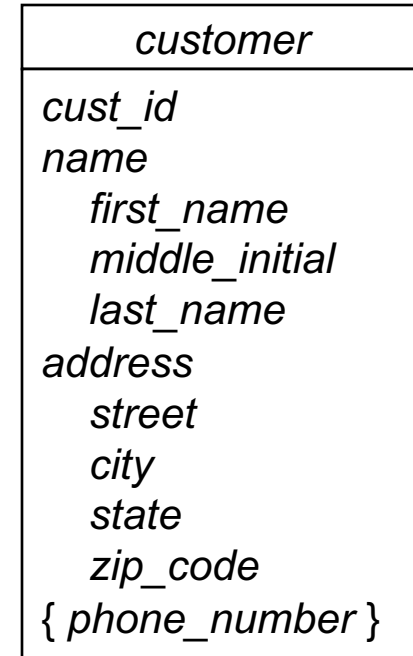 customer
cust_id
name
first_name
middle_initial
last_name
address
street
city
state
zip_code
{ phone_number }